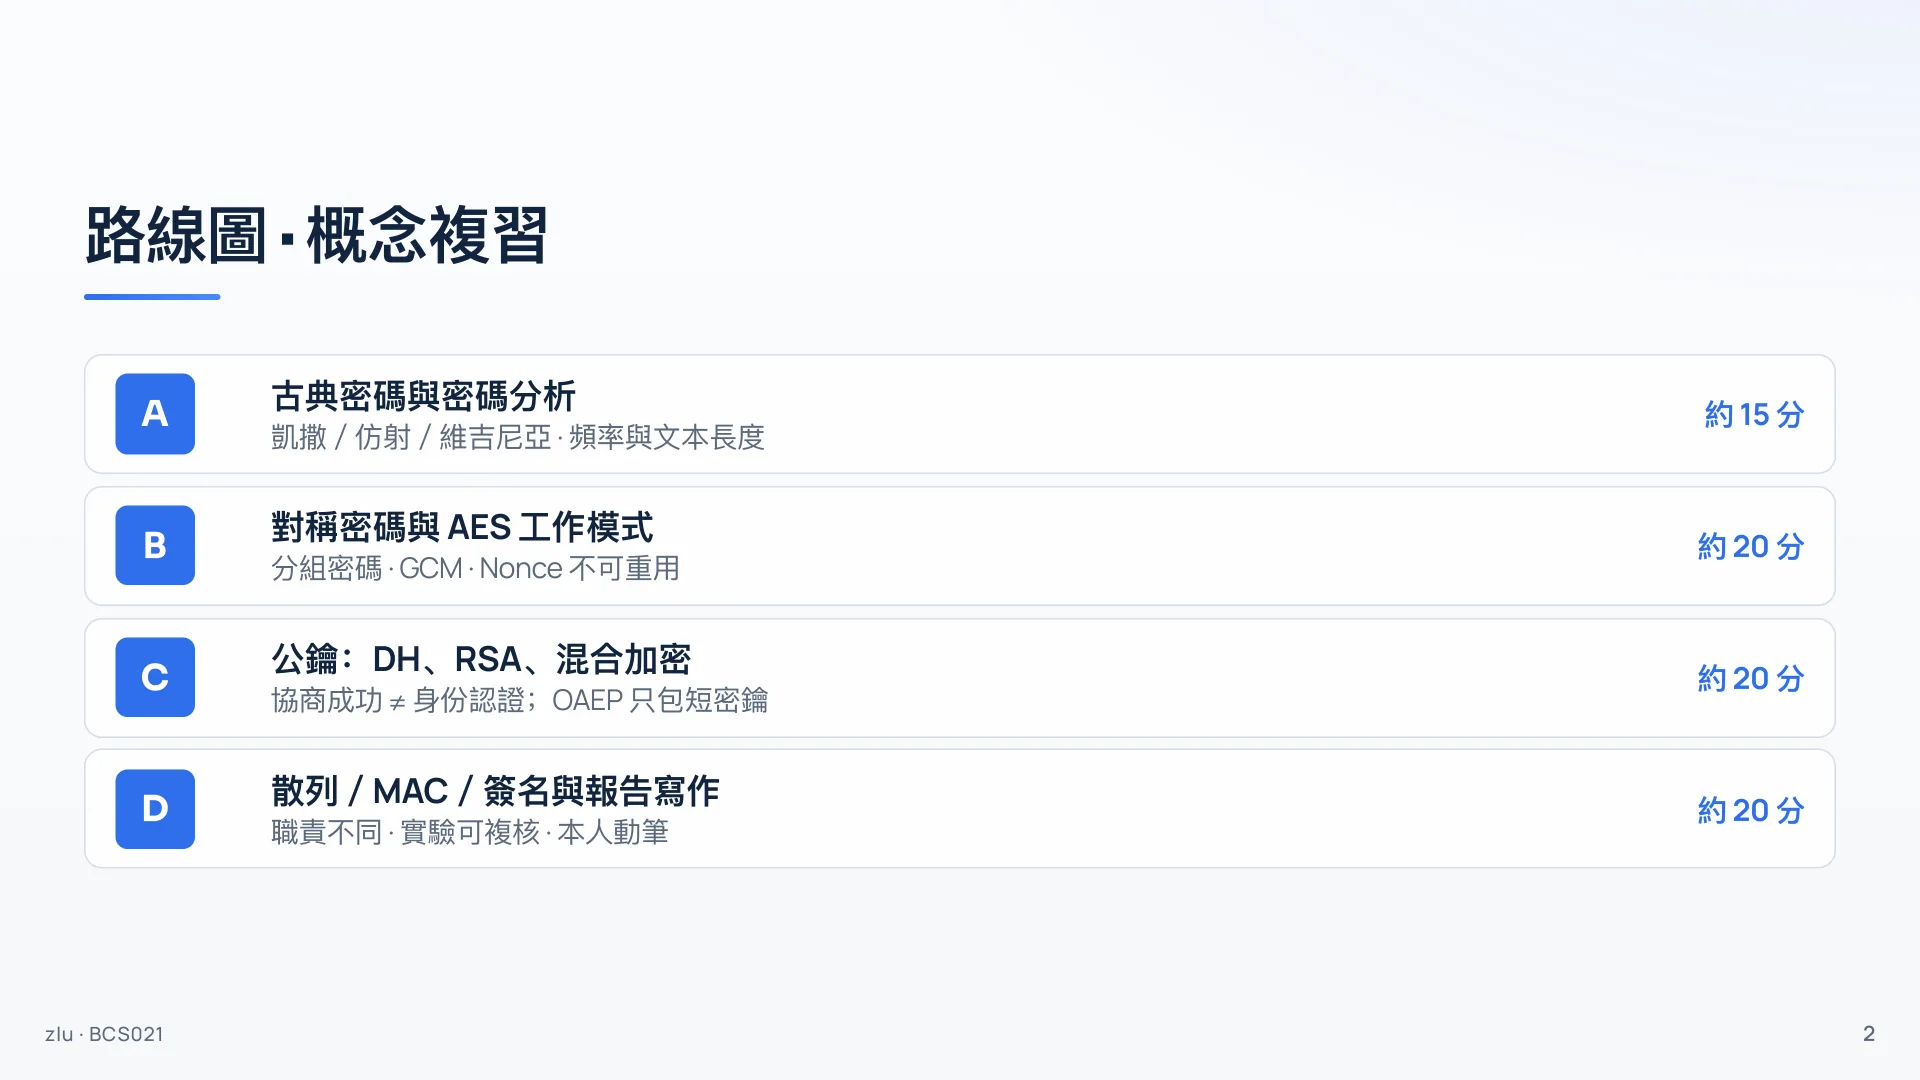 路線圖 · 概念複習
A
古典密碼與密碼分析
凱撒 / 仿射 / 維吉尼亞 · 頻率與文本長度
約 15 分
B
對稱密碼與 AES 工作模式
分組密碼 · GCM · Nonce 不可重用
約 20 分
C
公鑰：DH、RSA、混合加密
協商成功 ≠ 身份認證；OAEP 只包短密鑰
約 20 分
D
散列 / MAC / 簽名與報告寫作
職責不同 · 實驗可複核 · 本人動筆
約 20 分
zlu · BCS021
2